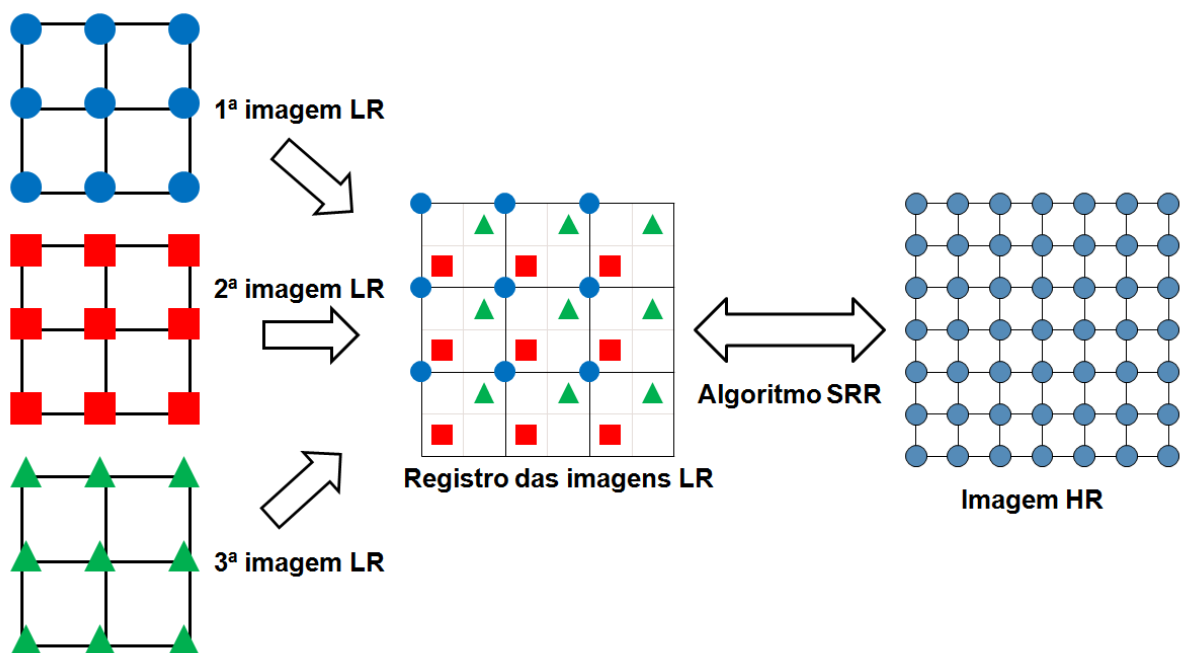 1ª imagem LR
2ª imagem LR
3ª imagem LR
Registro das imagens LR
Algoritmo SRR
Imagem HR